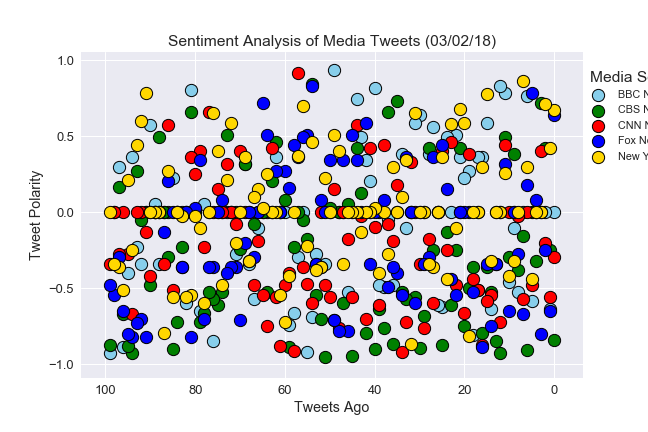 Sentiment Analysis of Media Tweets (03/02/18)
Tweet Polarity
1.0
0.5
0.0
−0.5
−1.0
100
80
60
40
20
0
Tweets Ago
Media
BBC
CBS
CNN
Fox
New